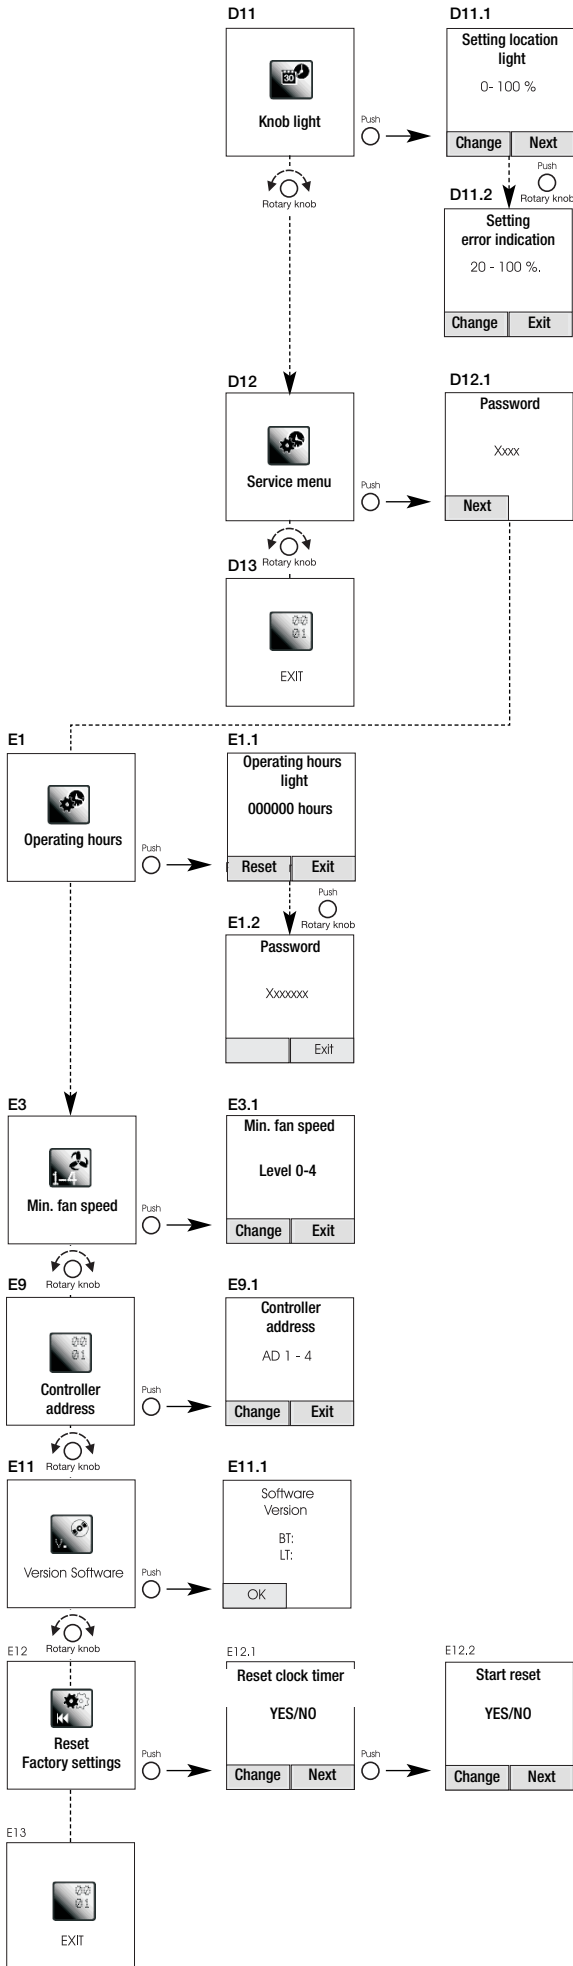 D11
D11.1
30
Knob light
Push
Setting location
light
0- 100 %
Change
Next
Rotary knob
Push
Rotary knob
D11.2
Setting
error indication
20 - 100 %.
Change
Exit
D12
D12.1
Service menu
Push
Password
Xxxx
Next
Rotary knob
D13
00
01
EXIT
E1
E1.1
Operating hours
Push
Operating hours
light
000000 hours
Reset
Exit
Push
Rotary knob
E1.2
Password
Xxxxxxx
Exit
E3
E3.1
1-4
Min. fan speed
Push
Min. fan speed
Level 0-4
Change
Exit
Rotary knob
E9
E9.1
00
01
Controller
address
Push
Controller
address
AD 1 - 4
Change
Exit
Rotary knob
E11
E11.1
V.
Version Software
Push
Software
Version
BT:
LT:
OK
Rotary knob
E12
E12.1
E12.2
Reset
Factory settings
Push
Reset clock timer
YES/NO
Change
Next
Push
Start reset
YES/NO
Change
Next
E13
00
01
EXIT